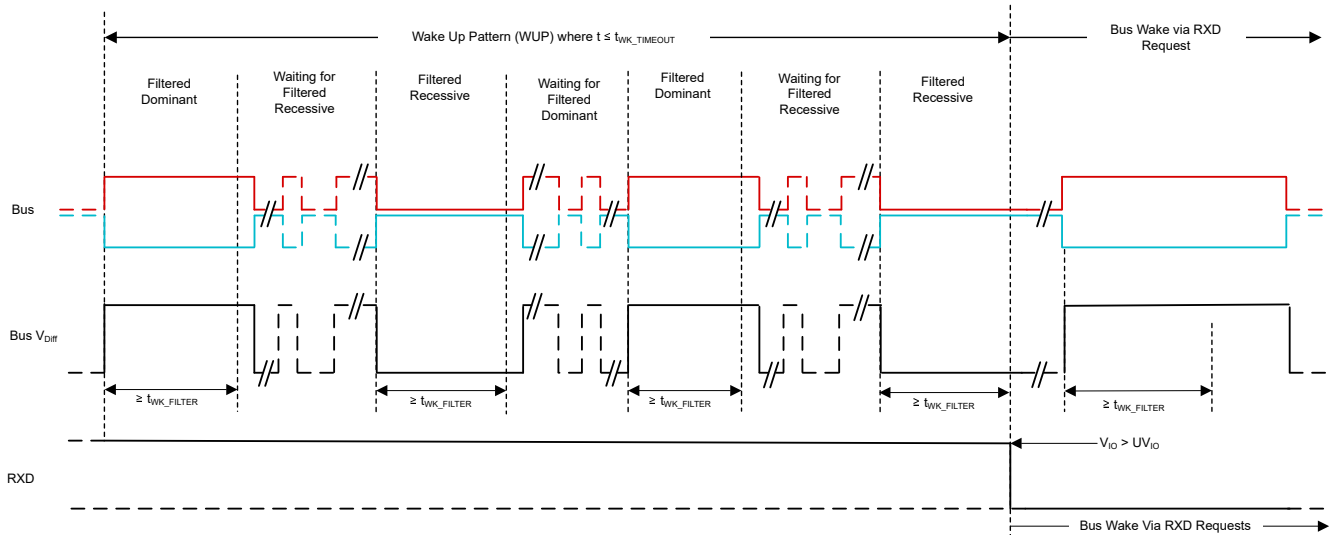 Wake Up Pattern (WUP) where t ≤ tWK_TIMEOUT
Bus Wake via RXD
Request
Filtered
Dominant
Waiting for
Filtered
Recessive
Filtered
Recessive
Waiting for
Filtered
Dominant
Filtered
Dominant
Waiting for
Filtered
Recessive
Filtered
Recessive
Bus
Bus VDiff
≥ tWK_FILTER
≥ tWK_FILTER
≥ tWK_FILTER
≥ tWK_FILTER
≥ tWK_FILTER
VIO > UVIO
RXD
Bus Wake Via RXD Requests